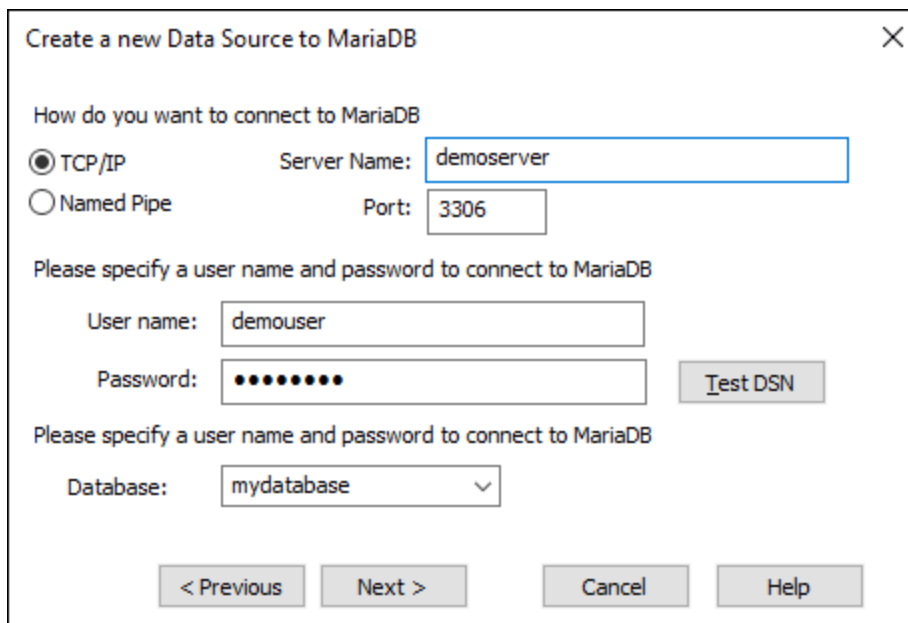 Create a new Data Source to MariaDB
How do you want to connect to MariaDB
TCP/IP Server Name: demoserver
Named Pipe Port: 3306
Please specify a user name and password to connect to MariaDB
User name: demouser
Password: ●●●●●●●● Test DSN
Please specify a user name and password to connect to MariaDB
Database: mydatabase
< Previous Next > Cancel Help